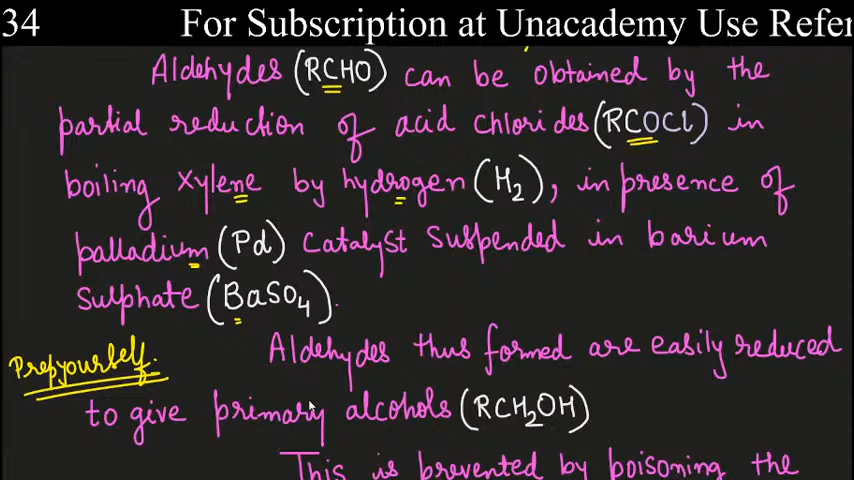 34 For Subscription at Unacademy Use Refer
Aldehydes (RCHO) can be obtained by the
partial reduction of acid chlorides (RCOCl) in
boiling xylene by hydrogen (H2), in presence of
palladium (Pd) catalyst suspended in barium
sulphate (BaSO4).
Prepyourself.
Aldehydes thus formed are easily reduced
to give primary alcohols (RCH2OH)
This is prevented by poisoning the